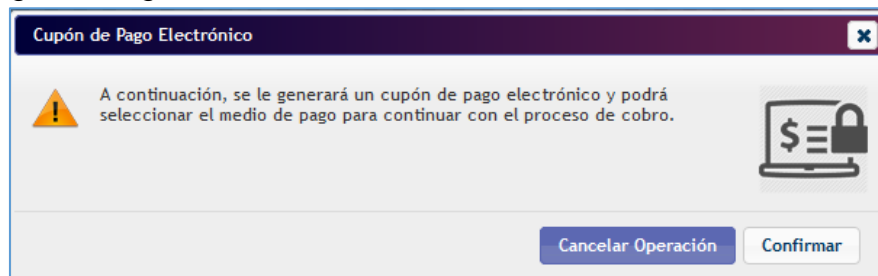 Cupón de Pago Electrónico
A continuación, se le generará un cupón de pago electrónico y podrá
seleccionar el medio de pago para continuar con el proceso de cobro.
$
Cancelar Operación
Confirmar